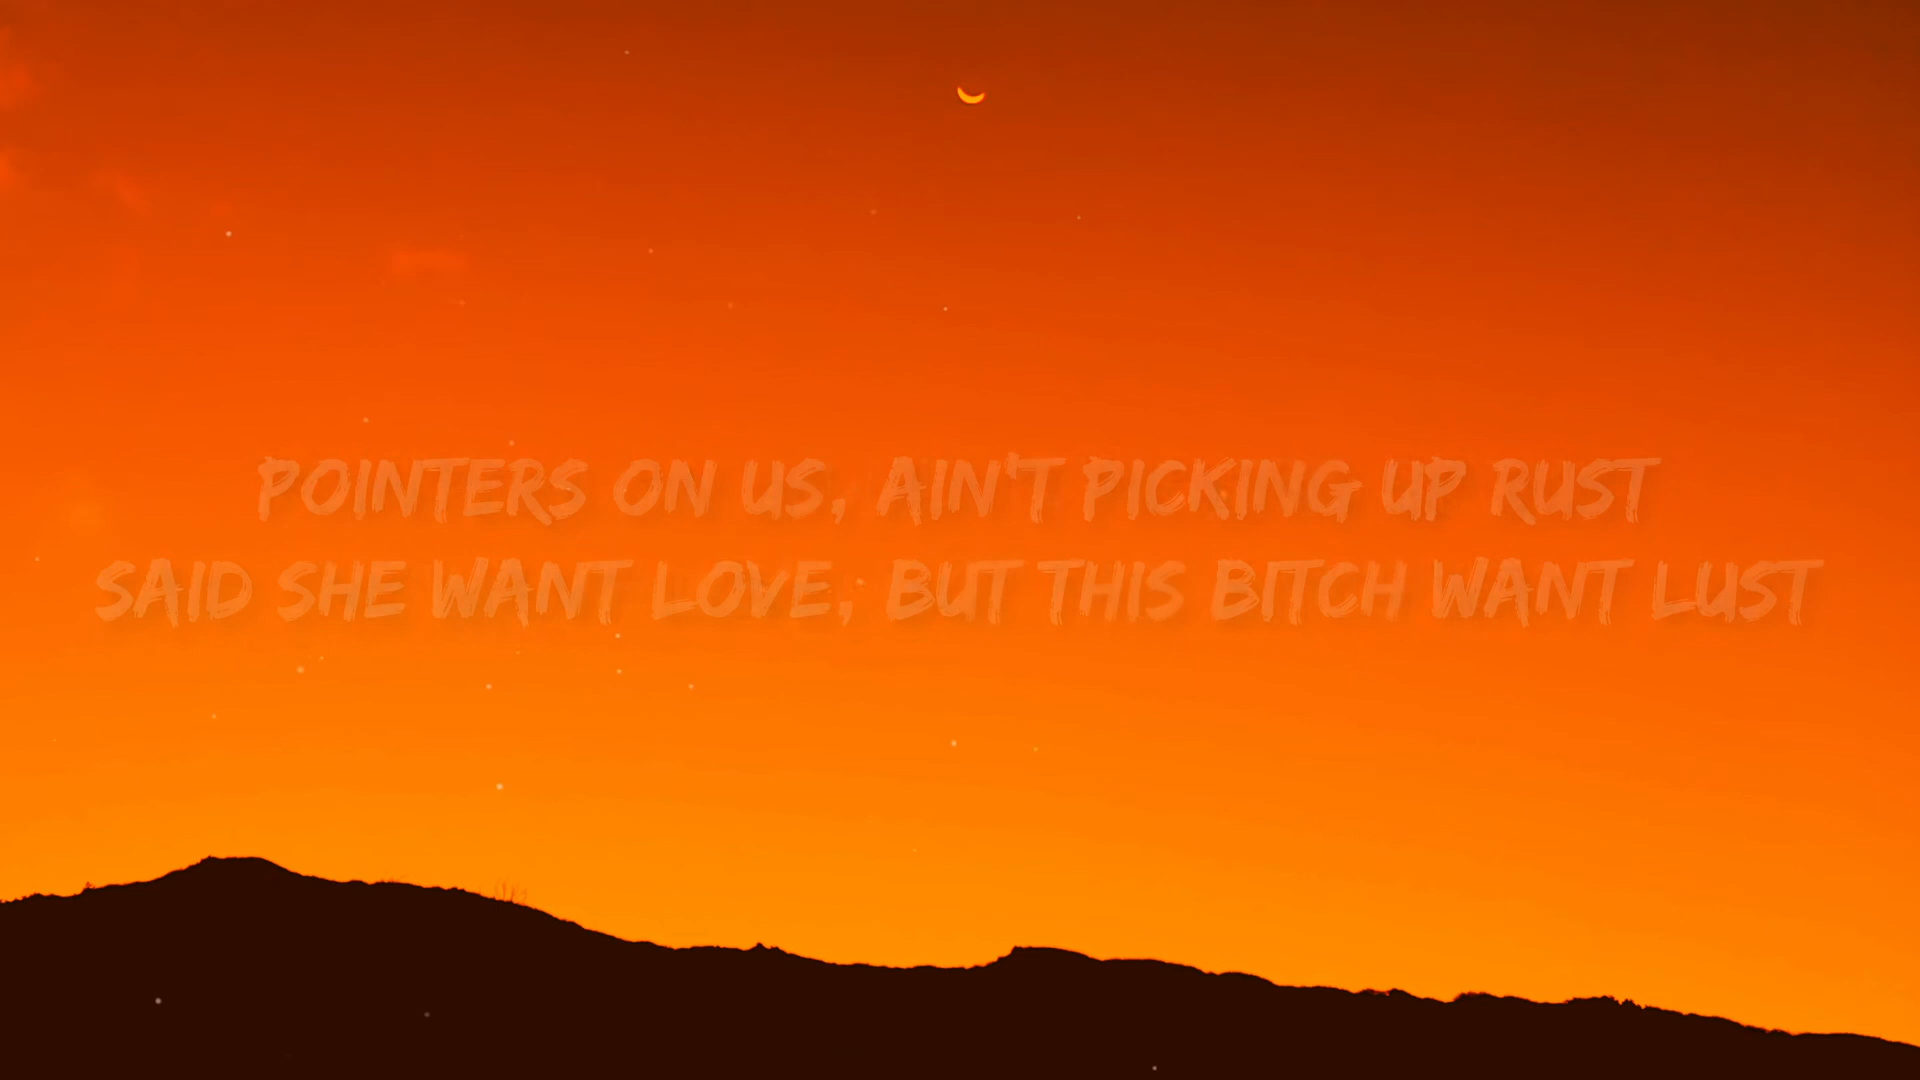 POINTERS ON US, AIN'T PICKING UP RUST
SAID SHE WANT LOVE, BUT THIS BITCH WANT LUST